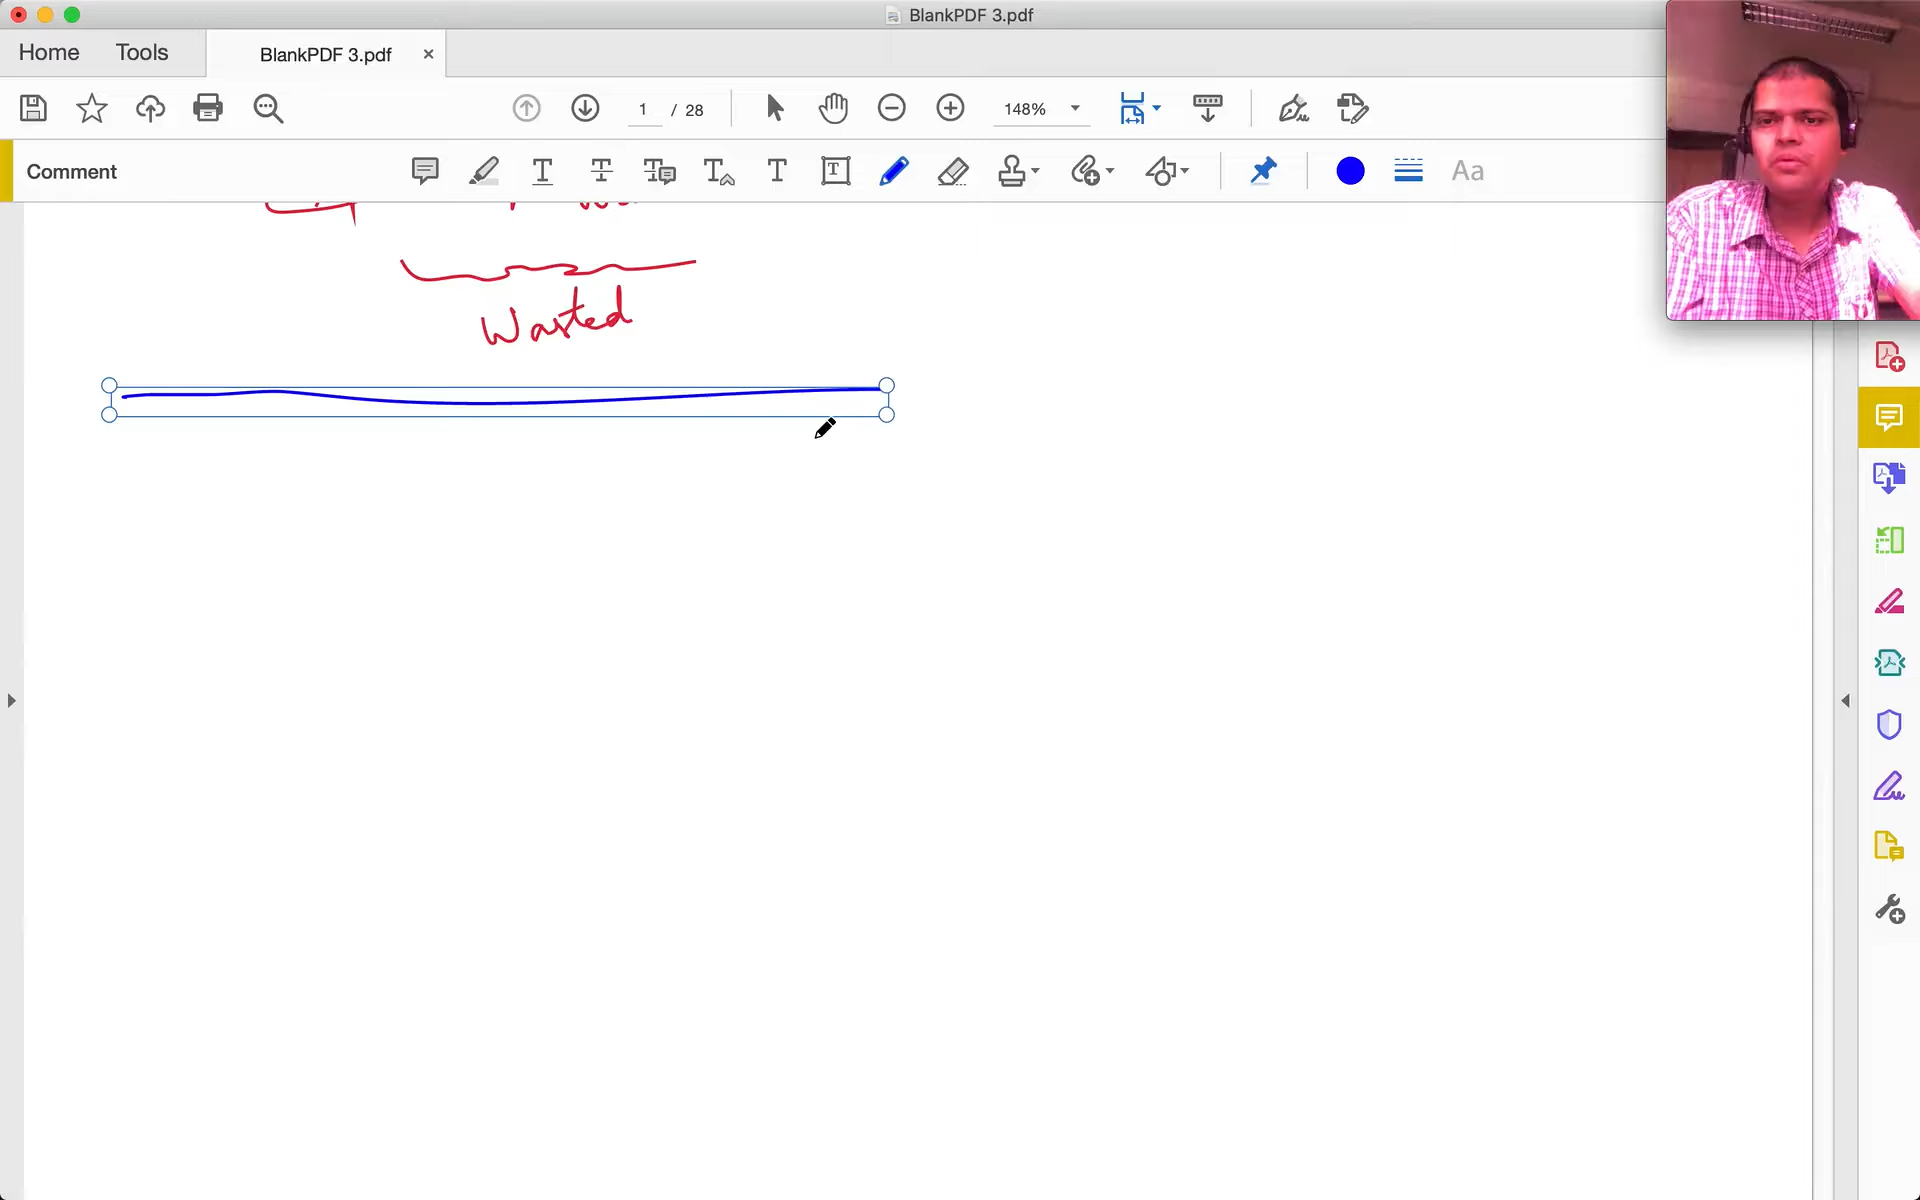 BlankPDF 3.pdf
Home
Tools
BlankPDF 3.pdf
1 / 28
148%
Comment
Aa
Wasted